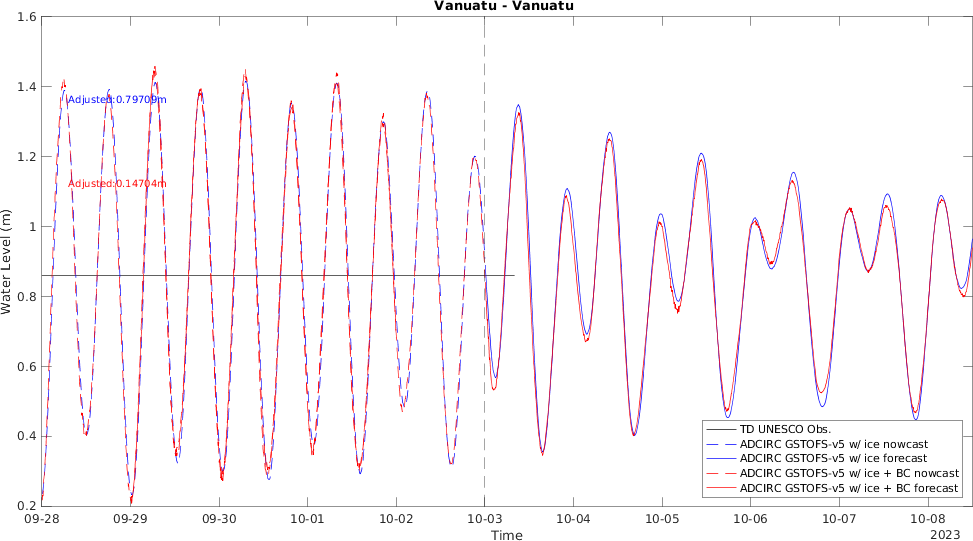 Vanuatu - Vanuatu
1.6
1.4
1.2
1
0.8
0.6
0.4
0.2
Water Level (m)
Adjusted:0.79709m
Adjusted:0.14704m
TD UNESCO Obs.
ADCIRC GSTOFS-v5 w/ ice nowcast
ADCIRC GSTOFS-v5 w/ ice forecast
ADCIRC GSTOFS-v5 w/ ice + BC nowcast
ADCIRC GSTOFS-v5 w/ ice + BC forecast
09-28 09-29 09-30 10-01 10-02 10-03 10-04 10-05 10-06 10-07 10-08
2023
Time